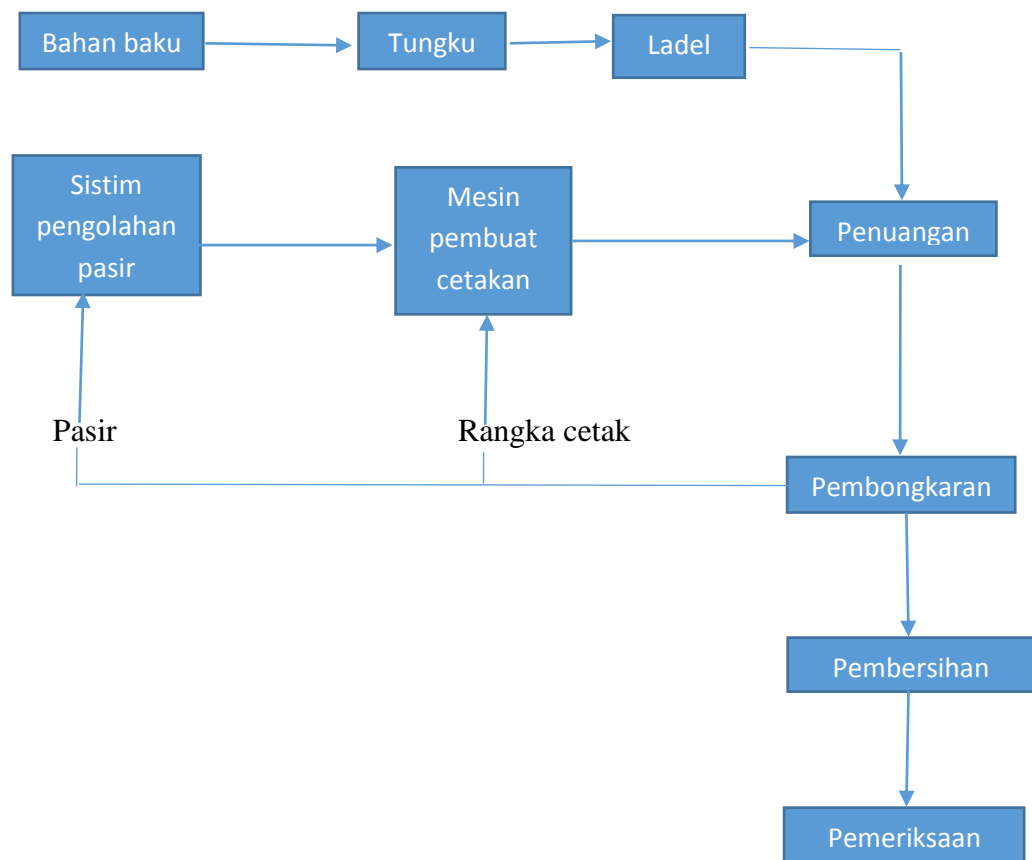 Bahan baku
Tungku
Ladel
Sistim
pengolahan
pasir
Mesin
pembuat
cetakan
Penuangan
Pasir
Rangka cetak
Pembongkaran
Pembersihan
Pemeriksaan